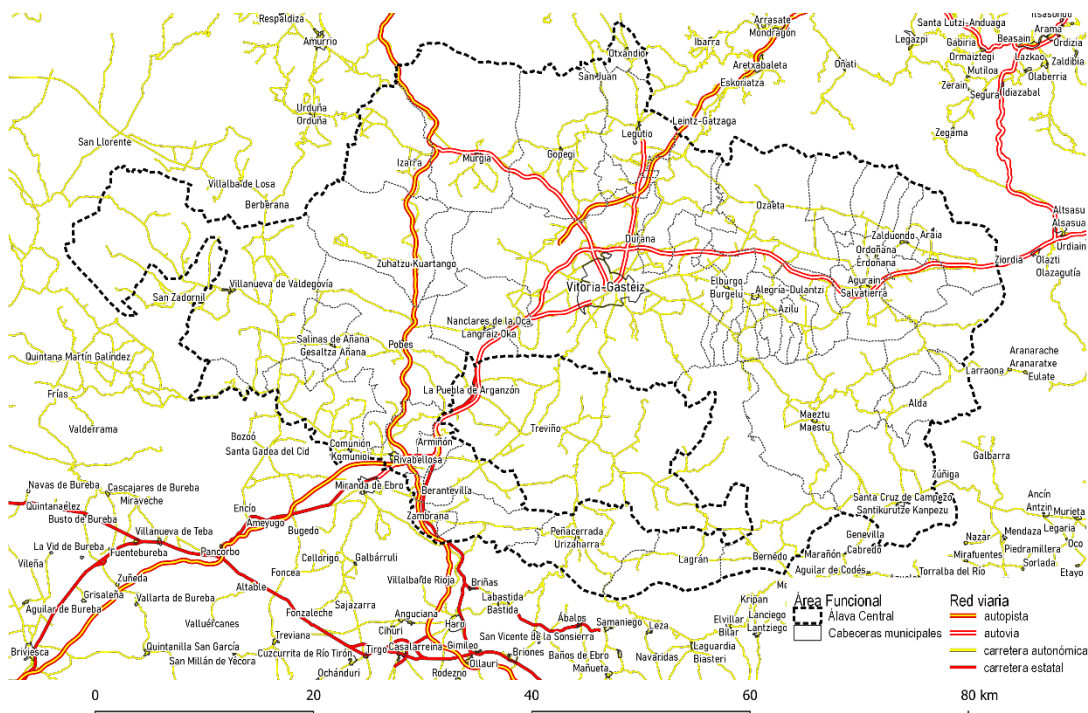 Respaldiza
Amurrio
Arrasate
Mondragón
Santa Lutzi-Anduaga
Itsasondo
Arama
Beasain
Ordizia
Legazpi
Gabiria
Ormaiztegi
Lazkao
Zaldibia
Mutiloa
Olaberria
Zerain
Idiazabal
Segura
Zegama
Otxandio
Ibarra
Aretxabaleta
Oñati
San Juan
Eskoriatza
Urduña
Orduña
Leintz-Gatzaga
Legutio
San Llorente
Izarra
Murgia
Gopegi
Villalba de Losa
Berberana
Ozaeta
Altsasu
Alsasua
Urdiain
Durana
Zalduondo
Araia
Ordoñana
Erdoñana
Ziordia
Olazti
Olazagutía
Zuhatzu Kuartango
San Zadornil
Villanueva de Valdegovía
Vitoria-Gasteiz
Elburgo
Burgelu
Alegría-Dulantzi
Agurain
Salvatierra
Azilu
Nanclares de la Oca
Langraiz Oka
Salinas de Añana
Gesaltza Añana
Pobes
Quintana Martín Galíndez
Aranarache
Aranaratxe
Larraona
Eulate
Frías
La Puebla de Arganzón
Alda
Valderrama
Maeztu
Maestu
Treviño
Bozoó
Santa Gadea del Cid
Comunión
Komunioi
Armiñón
Rivabellosa
Galbarra
Zúñiga
Navas de Bureba
Cascajares de Bureba
Miraveche
Miranda de Ebro
Berantevilla
Santa Cruz de Campezo
Santikurutze Kanpezu
Ancín
Antzin
Murieta
Quintanaélez
Encío
Busto de Bureba
Ameyugo
Bugedo
Zambrana
Villanueva de Teba
Peñacerrada
Urizaharra
Genevilla
Mendaza
Legaria
Nazar
La Vid de Bureba
Fuentebureba
Pancorbo
Cellorigo
Galbárruli
Cabredo
Marañón
Bernedo
Lagrán
Mirafuentes
Piedramillera
Oco
Vileña
Zuñeda
Foncea
Aguilar de Codés
Torralba del Río
Sorlada
Etayo
Altable
Villalba de Rioja
Briñas
Grisaleña
Vallarta de Bureba
Sajazarra
Labastida
Bastida
Kripan
Aguilar de Bureba
Fonzaleche
Anguciana
Valluércanes
Cihuri
Haro
Ábalos
Samaniego
Leza
Elvillar
Bilar
Lanciego
Lantziego
Treviana
San Vicente de la Sonsierra
Briviesca
Quintanilla San García
Cuzcurrita de Río Tirón
Tirgo
Casalarreina
Gimileo
Laguardia
Biasteri
San Millán de Yécora
Ochánduri
Ollauri
Briones
Baños de Ebro
Mañueta
Navaridas
Rodezno
Área Funcional
Álava Central
Cabeceras municipales
Red viaria
autopista
autovia
carretera autonómica
carretera estatal
0 20 40 60 80 km